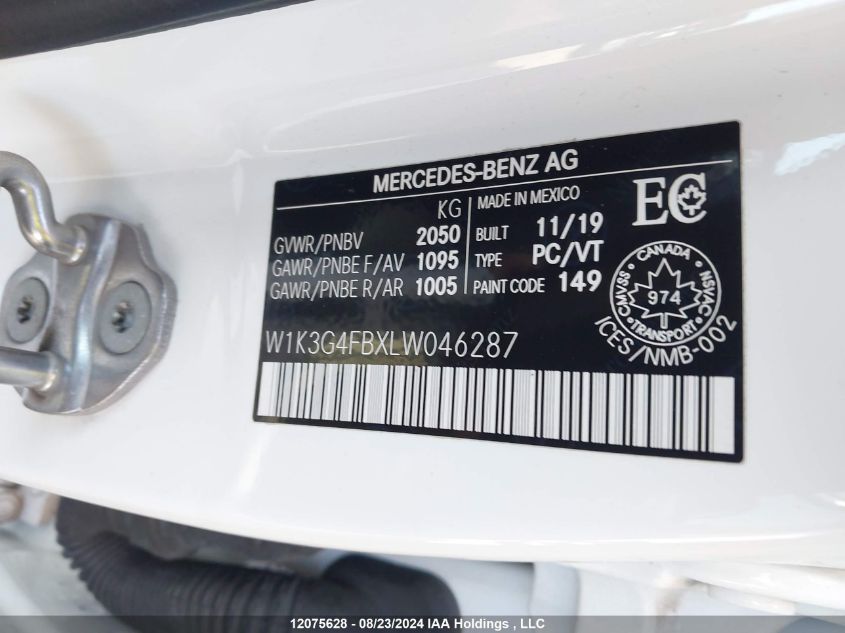 MERCEDES-BENZ AG
KG
GVWR/PNBV 2050
GAWR/PNBE F/AV 1095
GAWR/PNBE R/AR 1005
MADE IN MEXICO
BUILT 11/19
TYPE PC/VT
PAINT CODE 149
EC
CANADA
CMVSS 974 NSVAC
TRANSPORT
ICES/NMB-002
W1K3G4FBXLW046287
12075628 - 08/23/2024 IAA Holdings , LLC